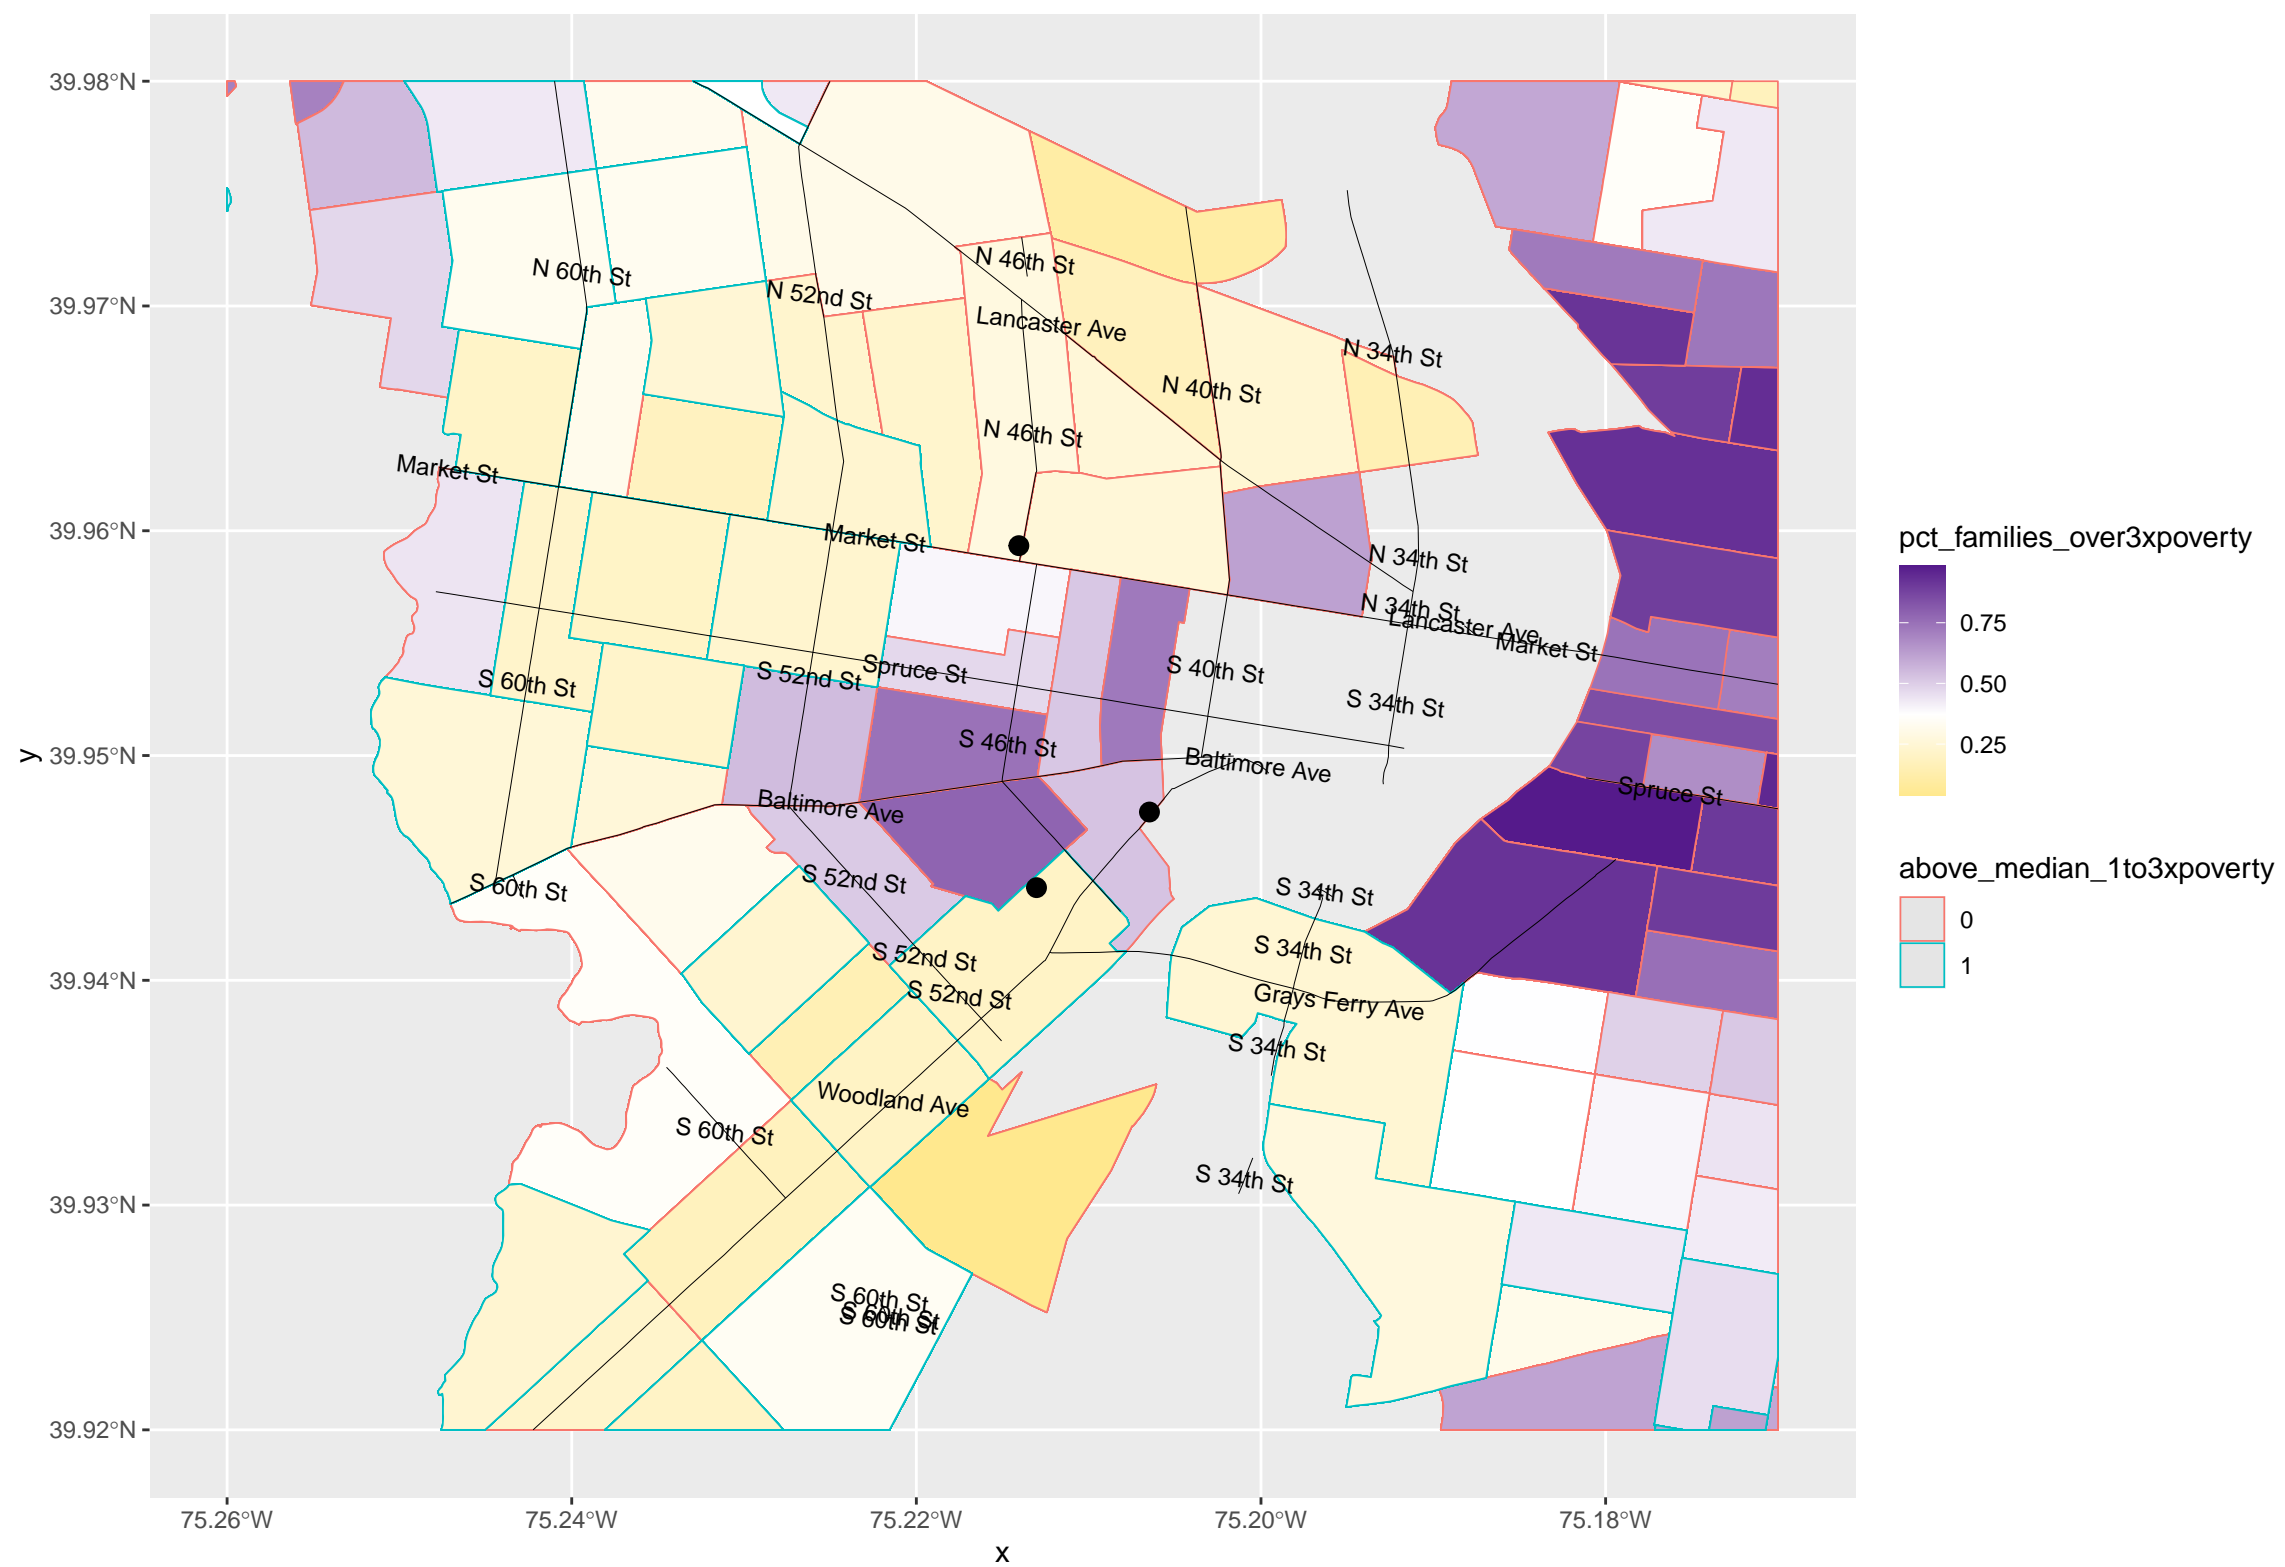 39.98°N
39.97°N
39.96°N
39.95°N
39.94°N
39.93°N
39.92°N
y
N 60th St
N 46th St
N 52nd St
Lancaster Ave
N 34th St
N 40th St
N 46th St
Market St
Market St
N 34th St
N 34th St
Lancaster Ave
Market St
Spruce St
S 40th St
S 52nd St
S 60th St
S 34th St
S 46th St
Baltimore Ave
Spruce St
Baltimore Ave
S 60th St
S 52nd St
S 34th St
S 34th St
S 52nd St
S 52nd St
Grays Ferry Ave
S 34th St
Woodland Ave
S 60th St
S 34th St
S 60th St
S 60th St
S 60th St
75.26°W
75.24°W
75.22°W
75.20°W
75.18°W
x
pct_families_over3xpoverty
0.75
0.50
0.25
above_median_1to3xpoverty
0
1